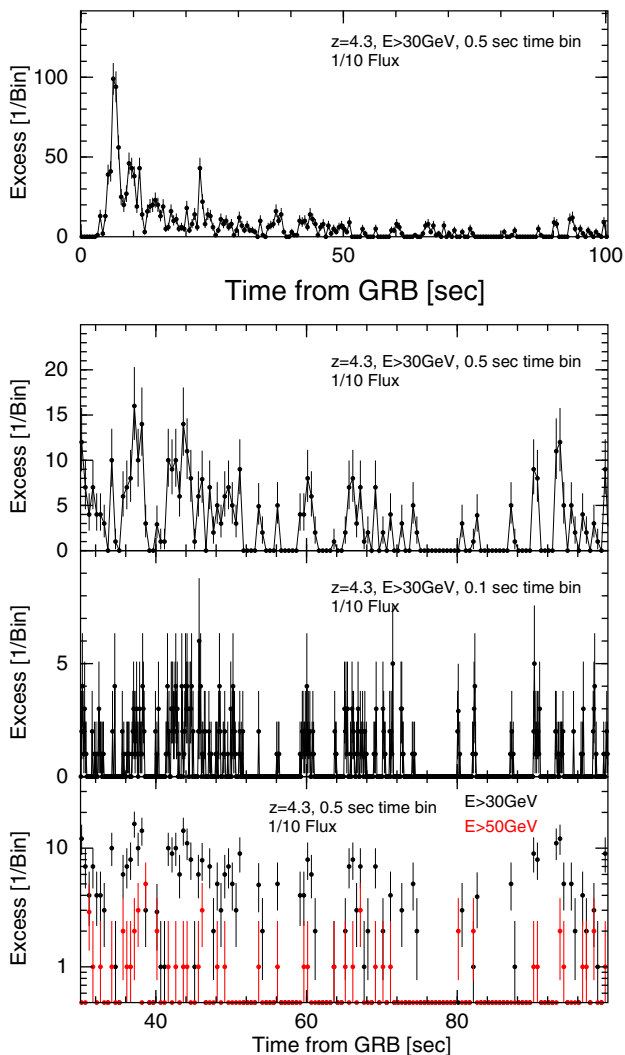 z=4.3, E>30GeV, 0.5 sec time bin
1/10 Flux
Excess [1/Bin]
100
50
0
0 50 100
Time from GRB [sec]
z=4.3, E>30GeV, 0.5 sec time bin
1/10 Flux
Excess [1/Bin]
20
15
10
5
0
z=4.3, E>30GeV, 0.1 sec time bin
1/10 Flux
Excess [1/Bin]
5
0
z=4.3, 0.5 sec time bin E>30GeV
1/10 Flux E>50GeV
Excess [1/Bin]
10
1
40 60 80
Time from GRB [sec]